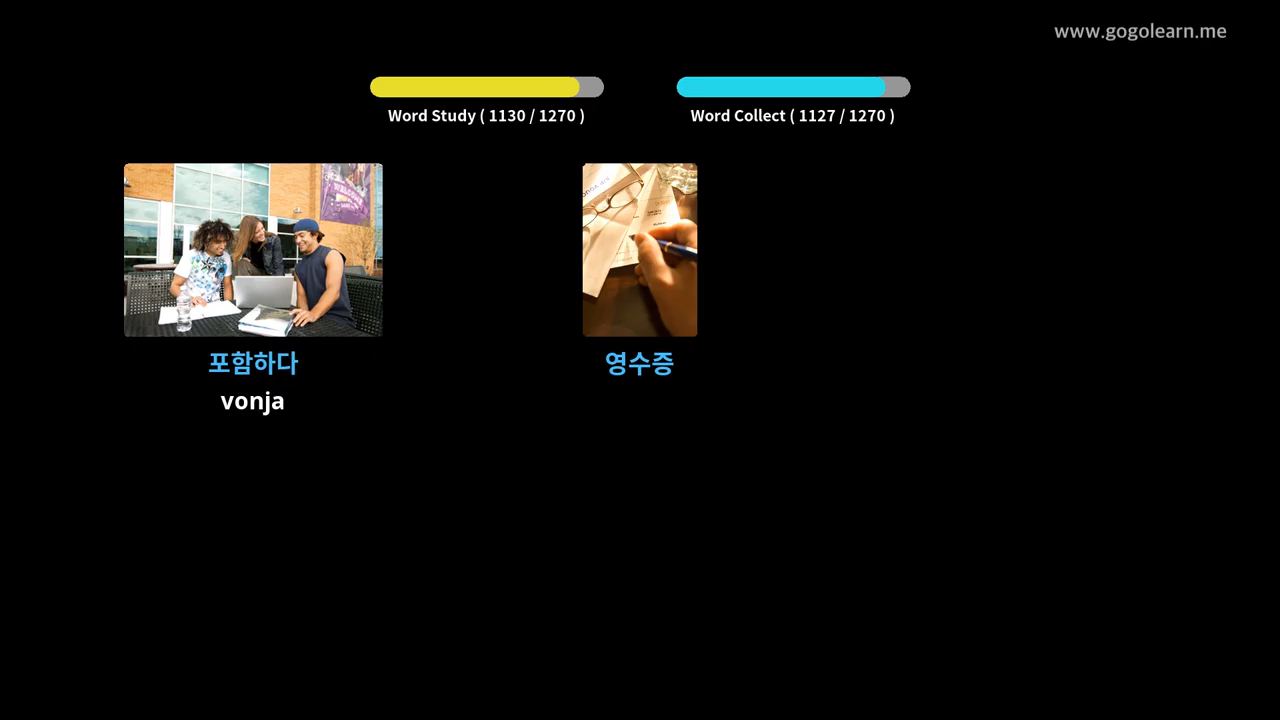 www.gogolearn.me
Word Study ( 1130 / 1270 )
Word Collect ( 1127 / 1270 )
WELCOME
포함하다
vonja
영수증